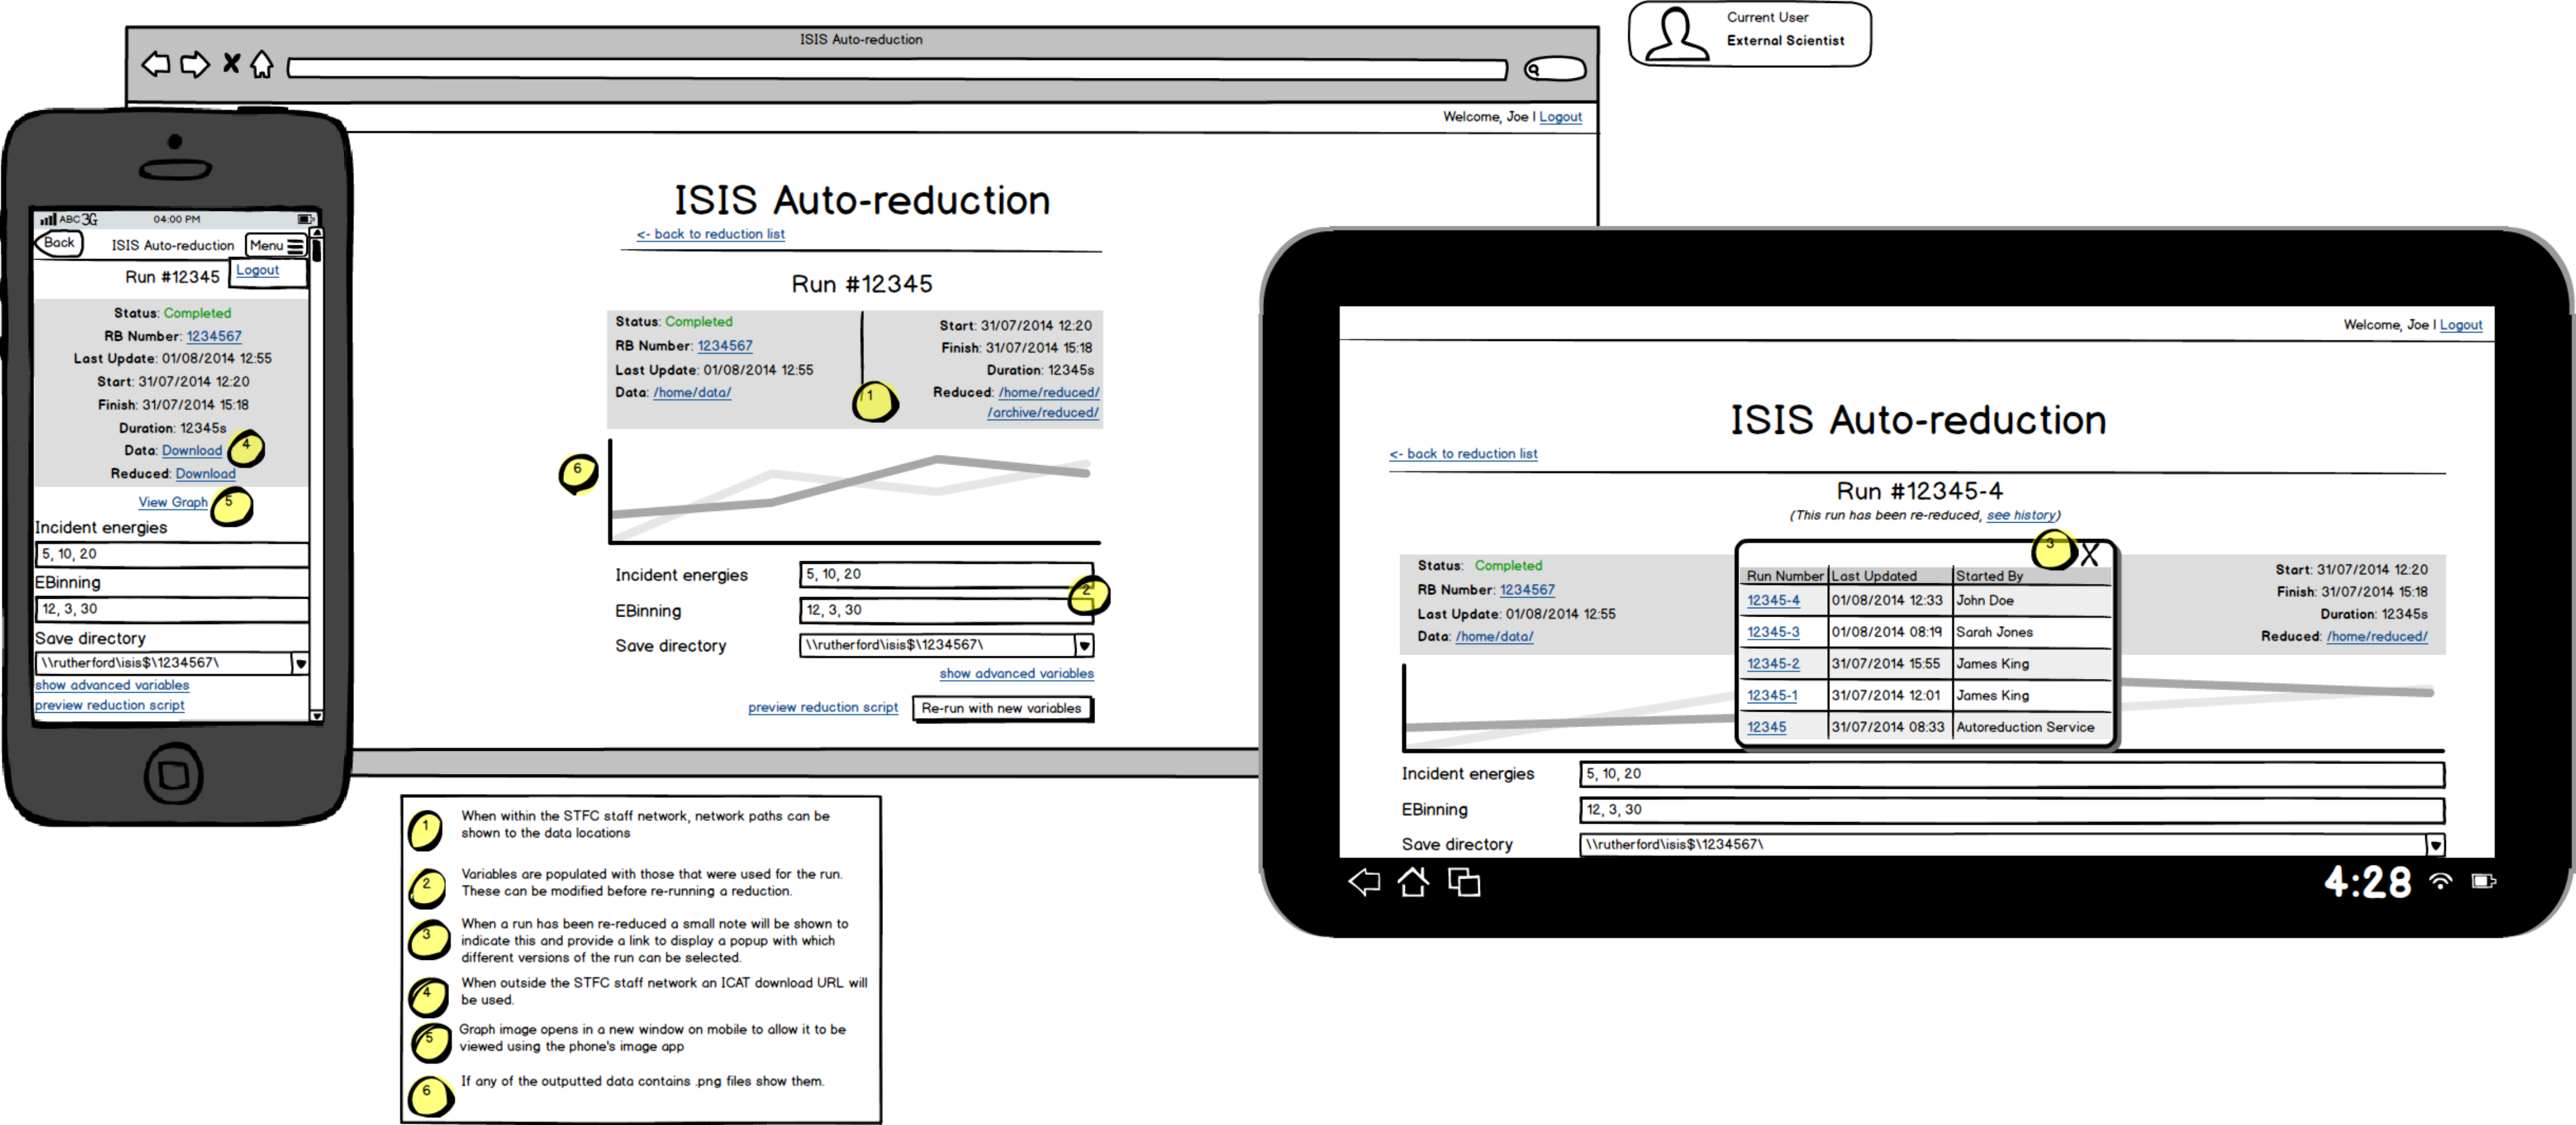 ISIS Auto-reduction
Current User
External Scientist
Welcome, Joe | Logout
ISIS Auto-reduction
<- back to reduction list
Run #12345
Status: Completed
RB Number: 1234567
Last Update: 01/08/2014 12:55
Data: /home/data/
Start: 31/07/2014 12:20
Finish: 31/07/2014 15:18
Duration: 12345s
Reduced: /home/reduced/
/archive/reduced/
1
6
Incident energies
5, 10, 20
2
EBinning
12, 3, 30
Save directory
\\rutherford\isis$\1234567\
show advanced variables
preview reduction script
Re-run with new variables
ABC 3G
04:00 PM
Back
ISIS Auto-reduction
Menu
Logout
Run #12345
Status: Completed
RB Number: 1234567
Last Update: 01/08/2014 12:55
Start: 31/07/2014 12:20
Finish: 31/07/2014 15:18
Duration: 12345s
Data: Download
4
Reduced: Download
View Graph
5
Incident energies
5, 10, 20
EBinning
12, 3, 30
Save directory
\\rutherford\isis$\1234567\
show advanced variables
preview reduction script
Welcome, Joe | Logout
ISIS Auto-reduction
<- back to reduction list
Run #12345-4
(This run has been re-reduced, see history)
Status: Completed
RB Number: 1234567
Last Update: 01/08/2014 12:55
Data: /home/data/
3
X
Run Number Last Updated Started By
12345-4 01/08/2014 12:33 John Doe
12345-3 01/08/2014 08:19 Sarah Jones
12345-2 31/07/2014 15:55 James King
12345-1 31/07/2014 12:01 James King
12345 31/07/2014 08:33 Autoreduction Service
Start: 31/07/2014 12:20
Finish: 31/07/2014 15:18
Duration: 12345s
Reduced: /home/reduced/
Incident energies
5, 10, 20
EBinning
12, 3, 30
Save directory
\\rutherford\isis$\1234567\
4:28
1
When within the STFC staff network, network paths can be
shown to the data locations
2
Variables are populated with those that were used for the run.
These can be modified before re-running a reduction.
3
When a run has been re-reduced a small note will be shown to
indicate this and provide a link to display a popup with which
different versions of the run can be selected.
4
When outside the STFC staff network an ICAT download URL will
be used.
5
Graph image opens in a new window on mobile to allow it to be
viewed using the phone's image app
6
If any of the outputted data contains .png files show them.